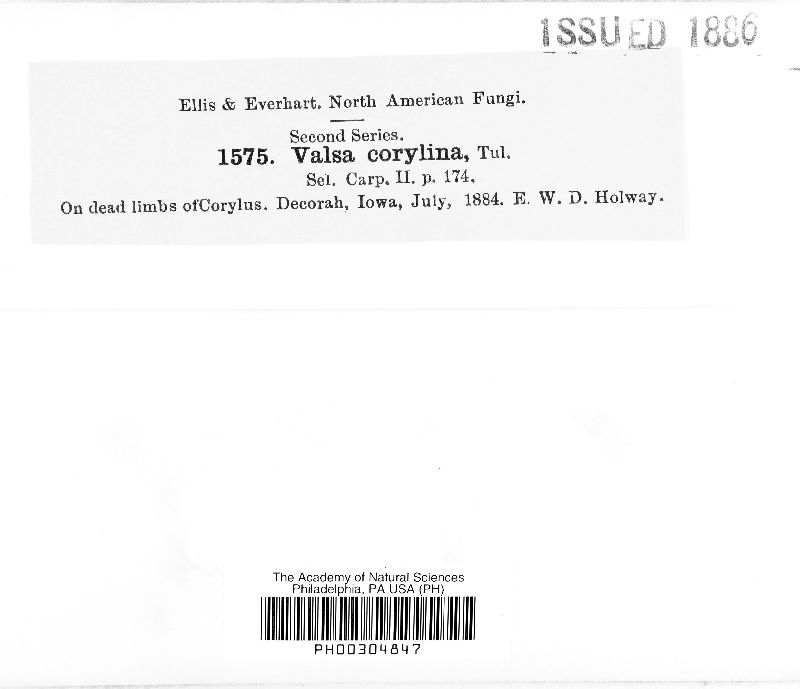 ISSUED 1886
Ellis & Everhart. North American Fungi.
Second Series.
1575. Valsa corylina, Tul.
Sel. Carp. II. p. 174.
On dead limbs ofCorylus. Decorah, Iowa, July, 1884. E. W. D. Holway.
The Academy of Natural Sciences
Philadelphia, PA USA (PH)
PH00304847